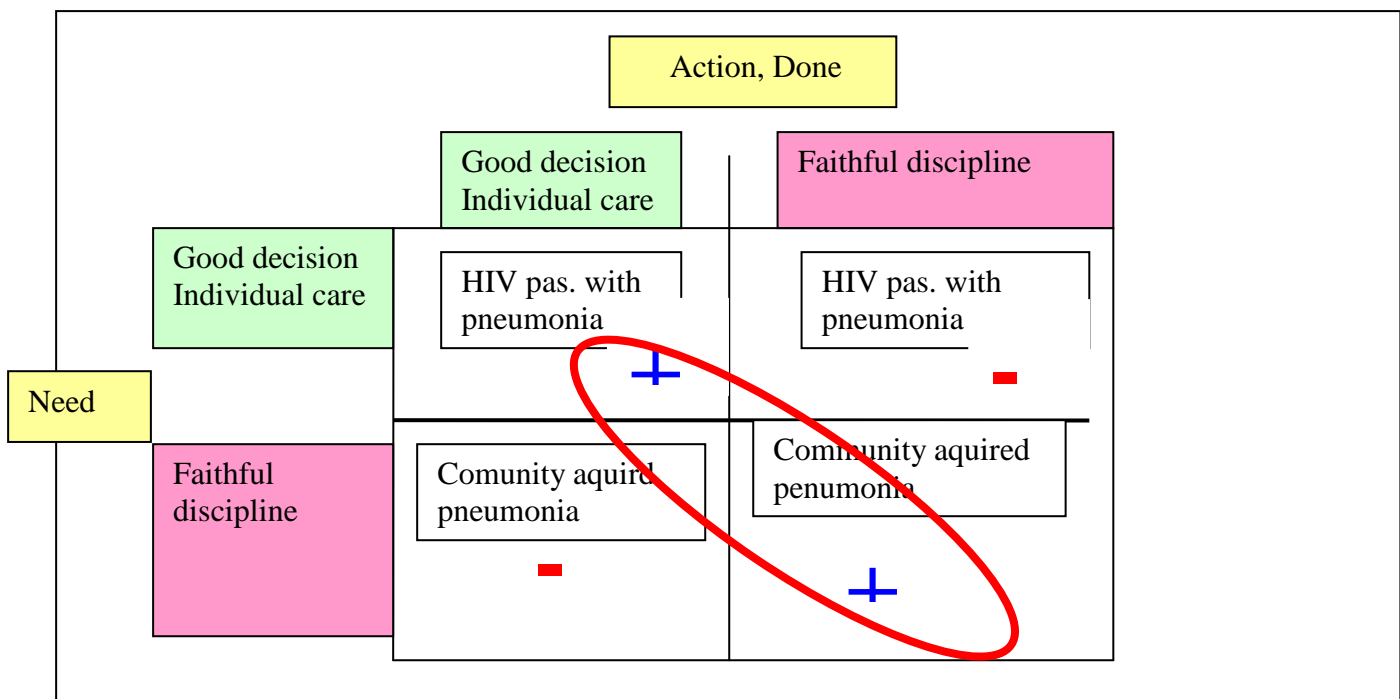 Action, Done
Good decision
Individual care
Faithful discipline
Good decision
Individual care
HIV pas. with
pneumonia
HIV pas. with
pneumonia
Need
Faithful
discipline
Comunity aquird
pneumonia
Community aquired
penumonia